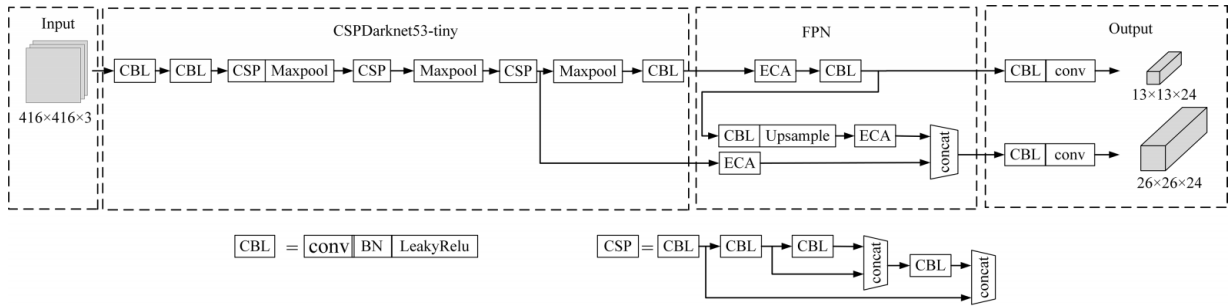 Input
CSPDarknet53-tiny
FPN
Output
CBL CBL CSP Maxpool CSP Maxpool CSP Maxpool CBL ECA CBL CBL conv
416×416×3
13×13×24
CBL Upsample ECA concat
ECA
CBL conv
26×26×24
CBL = conv BN LeakyRelu
CSP = CBL CBL CBL concat CBL concat